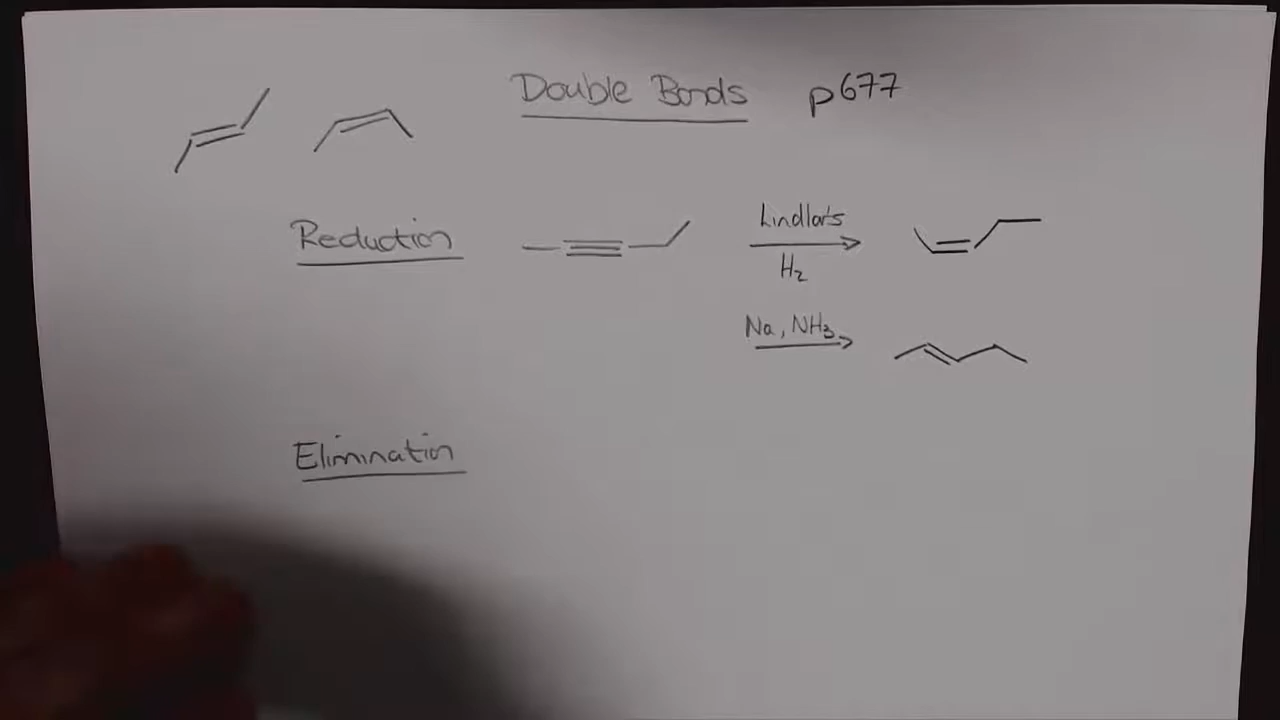 Double Bonds p677
Reduction
Lindlar's
H₂
Na, NH₃
Elimination